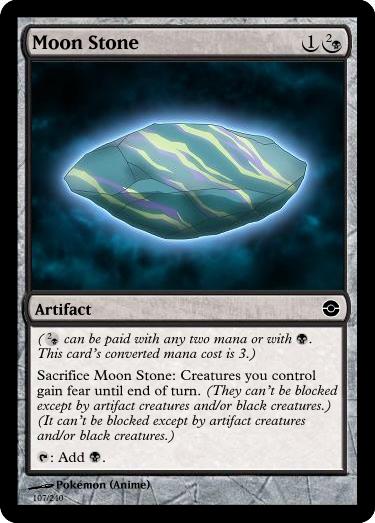 Moon Stone 1 2
Artifact
(2 can be paid with any two mana or with .
This card's converted mana cost is 3.)
Sacrifice Moon Stone: Creatures you control
gain fear until end of turn. (They can't be blocked
except by artifact creatures and/or black creatures.)
(It can't be blocked except by artifact creatures
and/or black creatures.)
: Add .
Pokémon (Anime)
107/240